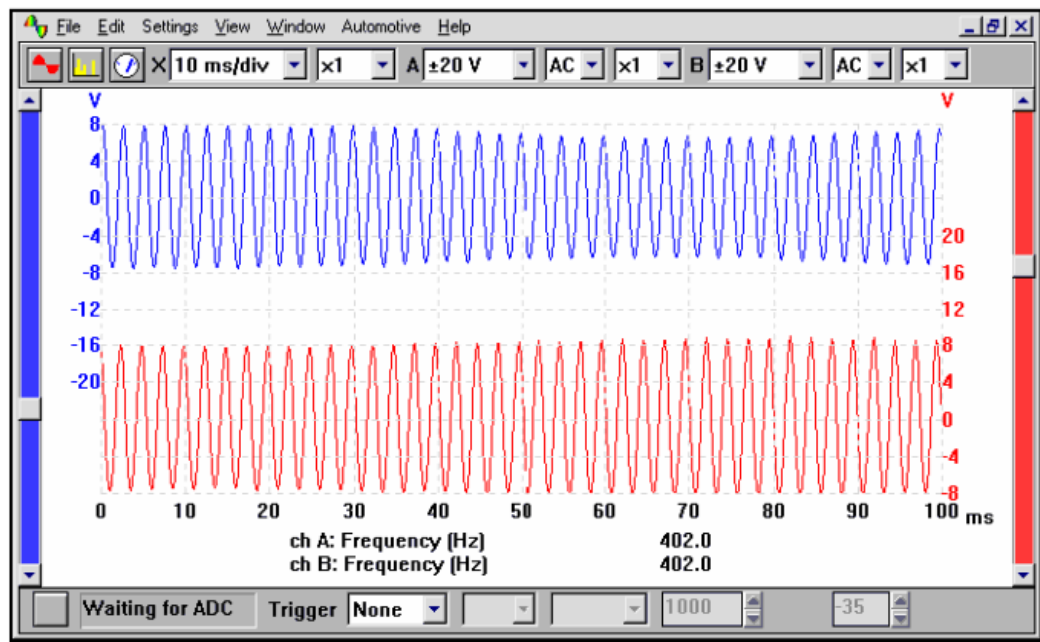 File Edit Settings View Window Automotive Help
X 10 ms/div x1 A ±20 V AC x1 B ±20 V AC x1
V V
8
4
0
-4 20
-8 16
-12 12
-16 8
-20 4
0
-4
-8
0 10 20 30 40 50 60 70 80 90 100 ms
ch A: Frequency (Hz) 402.0
ch B: Frequency (Hz) 402.0
Waiting for ADC Trigger None 1000 -35